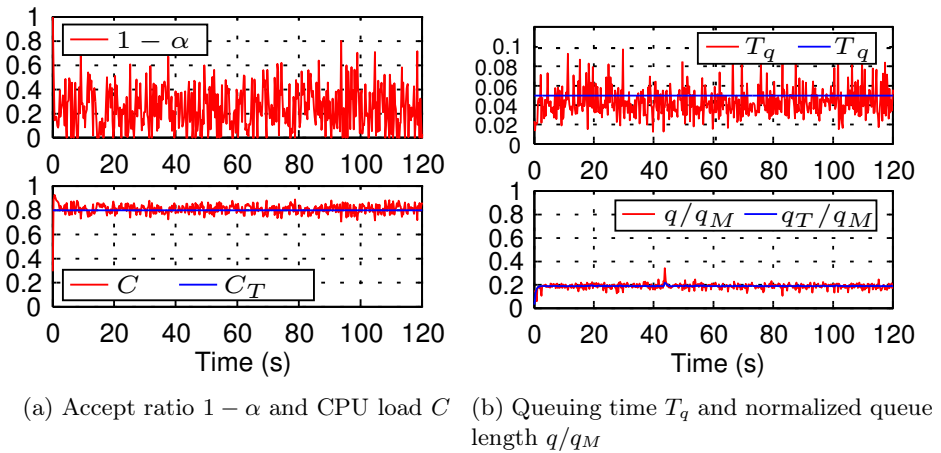 1
0.8
0.6
0.4
0.2
0
1 − α
0 20 40 60 80 100 120
1
0.8
0.6
0.4
0.2
0
C C_T
0 20 40 60 80 100 120
Time (s)
(a) Accept ratio 1 − α and CPU load C
0.1
0.08
0.06
0.04
0.02
0
T_q T_q
0 20 40 60 80 100 120
1
0.8
0.6
0.4
0.2
0
q/q_M q_T/q_M
0 20 40 60 80 100 120
Time (s)
(b) Queuing time T_q and normalized queue
length q/q_M